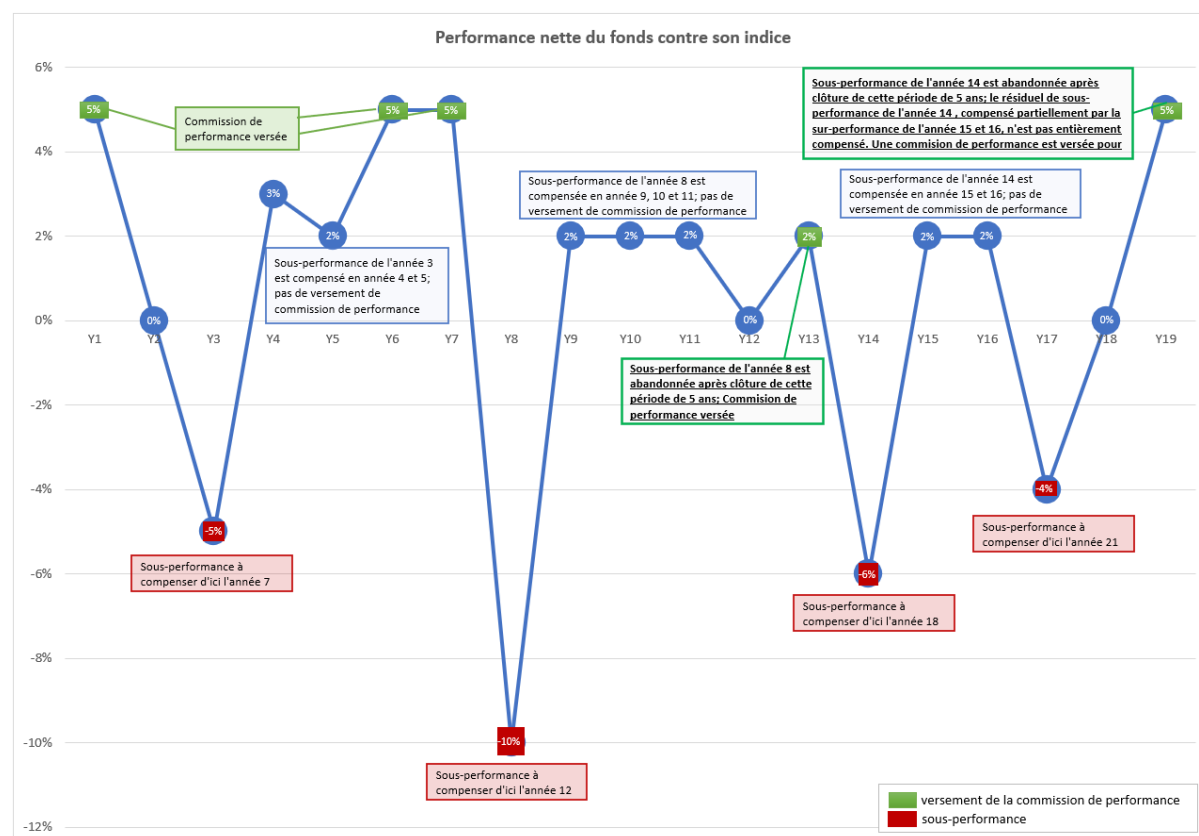 Performance nette du fonds contre son indice
6%
4%
2%
0%
-2%
-4%
-6%
-8%
-10%
-12%
Y1
Y2
Y3
Y4
Y5
Y6
Y7
Y8
Y9
Y10
Y11
Y12
Y13
Y14
Y15
Y16
Y17
Y18
Y19
5%
0%
-5%
3%
2%
5%
5%
-10%
2%
2%
2%
0%
2%
-6%
2%
2%
-4%
0%
5%
Commission de
performance versée
Sous-performance de l'année 3
est compensé en année 4 et 5;
pas de versement de
commission de performance
Sous-performance à
compenser d'ici l'année 7
Sous-performance à
compenser d'ici l'année 12
Sous-performance de l'année 8 est
compensée en année 9, 10 et 11; pas de
versement de commission de performance
Sous-performance de l'année 8 est
abandonnée après clôture de cette
période de 5 ans; Commision de
performance versée
Sous-performance de l'année 14 est
compensée en année 15 et 16; pas de
versement de commission de performance
Sous-performance à
compenser d'ici l'année 18
Sous-performance à
compenser d'ici l'année 21
Sous-performance de l'année 14 est abandonnée après
clôture de cette période de 5 ans; le résiduel de sous-
performance de l'année 14 , compensé partiellement par la
sur-performance de l'année 15 et 16, n'est pas entièrement
compensé. Une commision de performance est versée pour
versement de la commission de performance
sous-performance